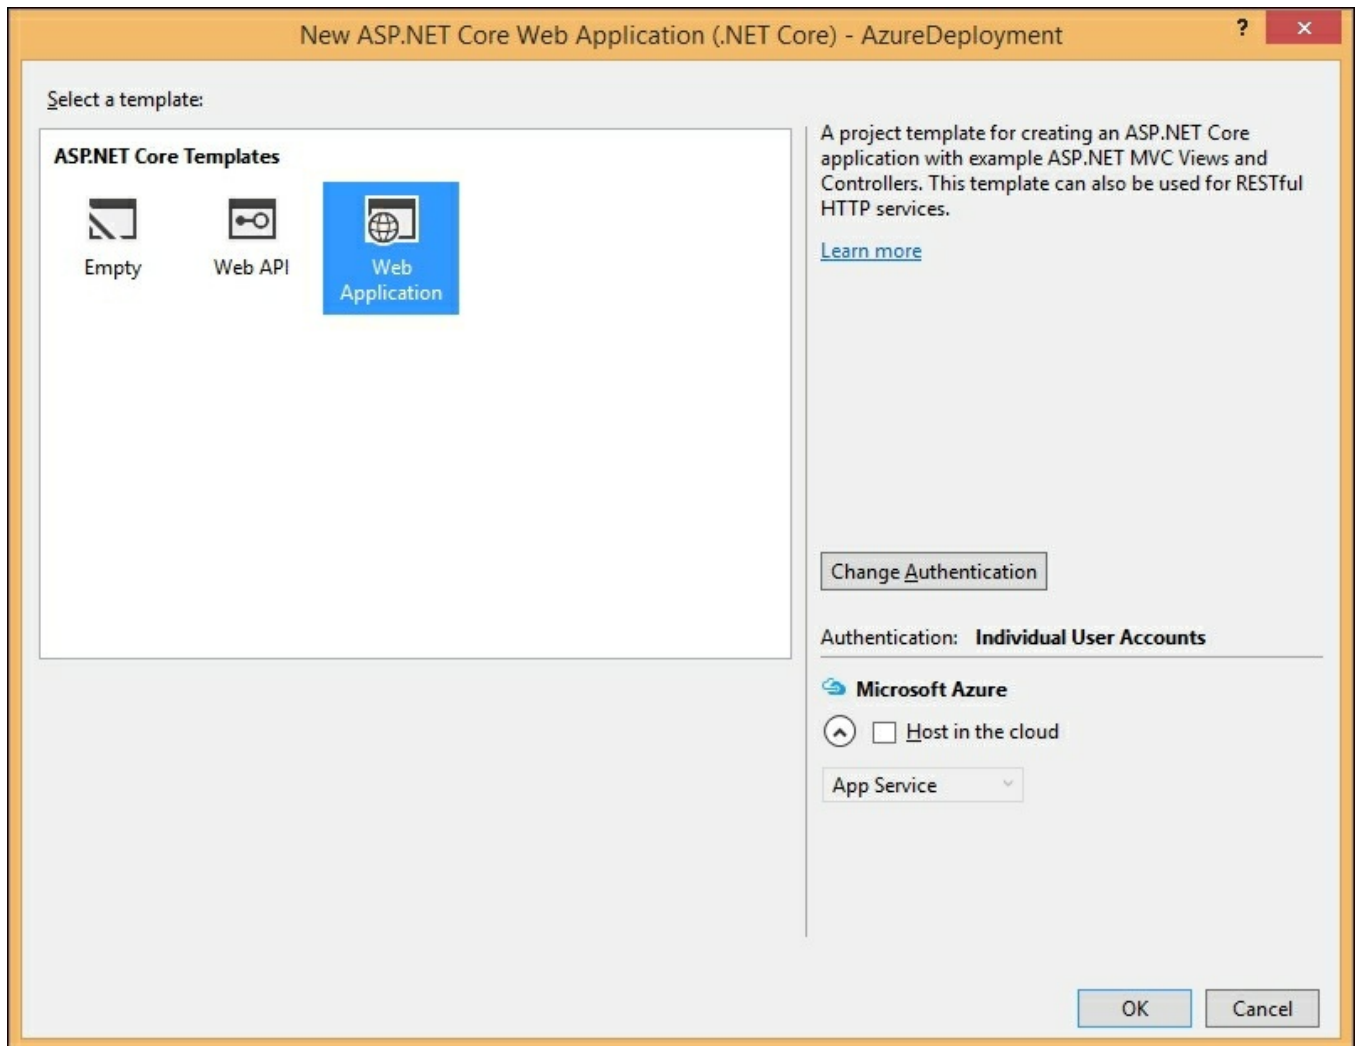 New ASP.NET Core Web Application (.NET Core) - AzureDeployment
?
Select a template:
ASP.NET Core Templates
Empty
Web API
Web
Application
A project template for creating an ASP.NET Core
application with example ASP.NET MVC Views and
Controllers. This template can also be used for RESTful
HTTP services.
Learn more
Change Authentication
Authentication: Individual User Accounts
Microsoft Azure
Host in the cloud
App Service
OK
Cancel